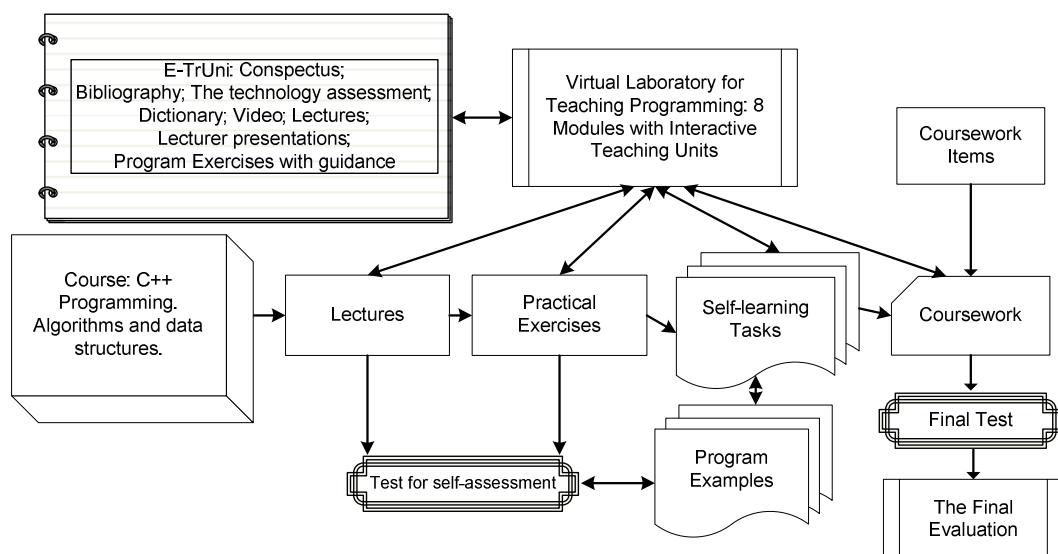 E-TrUni: Conspectus;
Bibliography; The technology assessment;
Dictionary; Video; Lectures;
Lecturer presentations;
Program Exercises with guidance
Virtual Laboratory for
Teaching Programming: 8
Modules with Interactive
Teaching Units
Coursework
Items
Course: C++
Programming.
Algorithms and data
structures.
Lectures
Practical
Exercises
Self-learning
Tasks
Coursework
Final Test
Test for self-assessment
Program
Examples
The Final
Evaluation